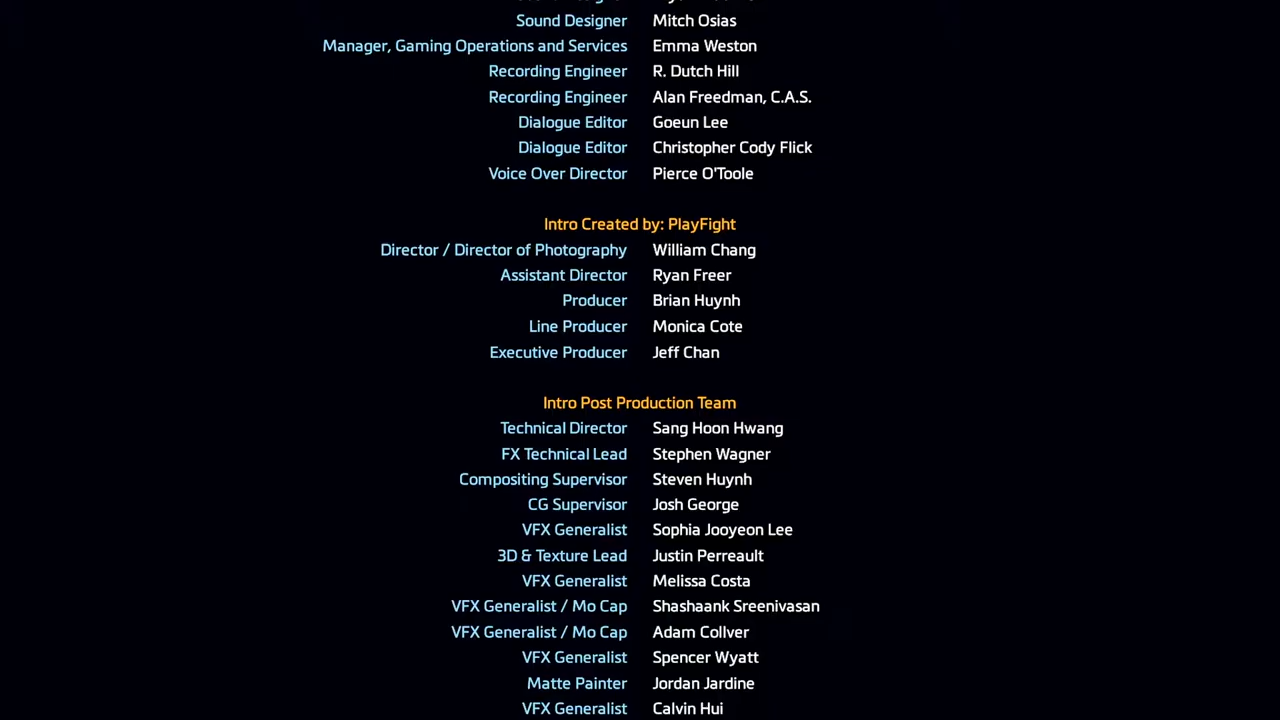 Sound Designer Mitch Osias
Manager, Gaming Operations and Services Emma Weston
Recording Engineer R. Dutch Hill
Recording Engineer Alan Freedman, C.A.S.
Dialogue Editor Goeun Lee
Dialogue Editor Christopher Cody Flick
Voice Over Director Pierce O'Toole
Intro Created by: PlayFight
Director / Director of Photography William Chang
Assistant Director Ryan Freer
Producer Brian Huynh
Line Producer Monica Cote
Executive Producer Jeff Chan
Intro Post Production Team
Technical Director Sang Hoon Hwang
FX Technical Lead Stephen Wagner
Compositing Supervisor Steven Huynh
CG Supervisor Josh George
VFX Generalist Sophia Jooyeon Lee
3D & Texture Lead Justin Perreault
VFX Generalist Melissa Costa
VFX Generalist / Mo Cap Shashaank Sreenivasan
VFX Generalist / Mo Cap Adam Collver
VFX Generalist Spencer Wyatt
Matte Painter Jordan Jardine
VFX Generalist Calvin Hui